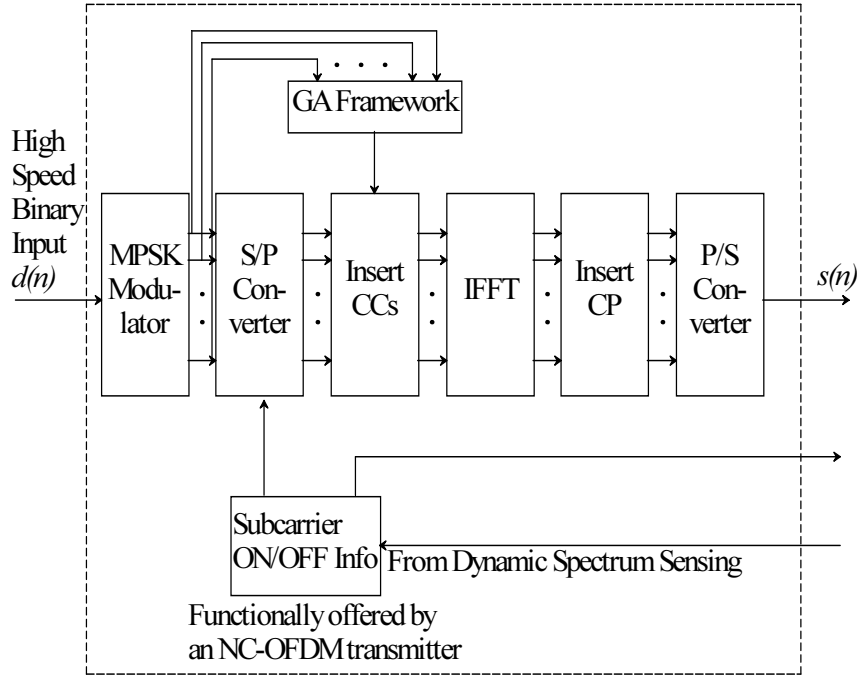 GA Framework
High
Speed
Binary
Input
d(n)
MPSK
Modu-
lator
S/P
Con-
verter
Insert
CCs
IFFT
Insert
CP
P/S
Con-
verter
s(n)
Subcarrier
ON/OFF Info
From Dynamic Spectrum Sensing
Functionally offered by
an NC-OFDM transmitter